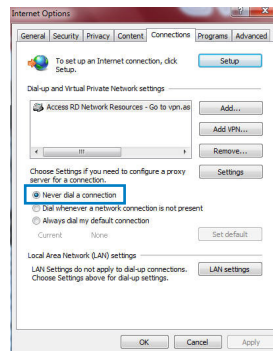 Internet Options
General Security Privacy Content Connections Programs Advanced
To set up an Internet connection, click
Setup.
Setup
Dial-up and Virtual Private Network settings
Access RD Network Resources - Go to vpn.as
Add...
Add VPN...
Remove...
Choose Settings if you need to configure a proxy
server for a connection.
Settings
Never dial a connection
Dial whenever a network connection is not present
Always dial my default connection
Current None
Set default
Local Area Network (LAN) settings
LAN Settings do not apply to dial-up connections.
Choose Settings above for dial-up settings.
LAN settings
OK Cancel Apply